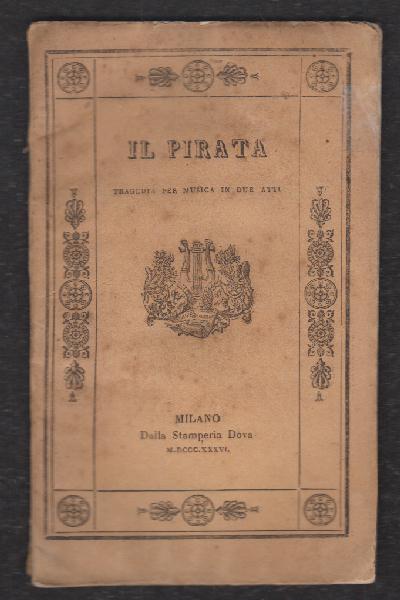 IL PIRATA
TRAGEDIA PER MUSICA IN DUE ATTI
MILANO
Dalla Stamperia Dova
M.DCCC.XXXVI.